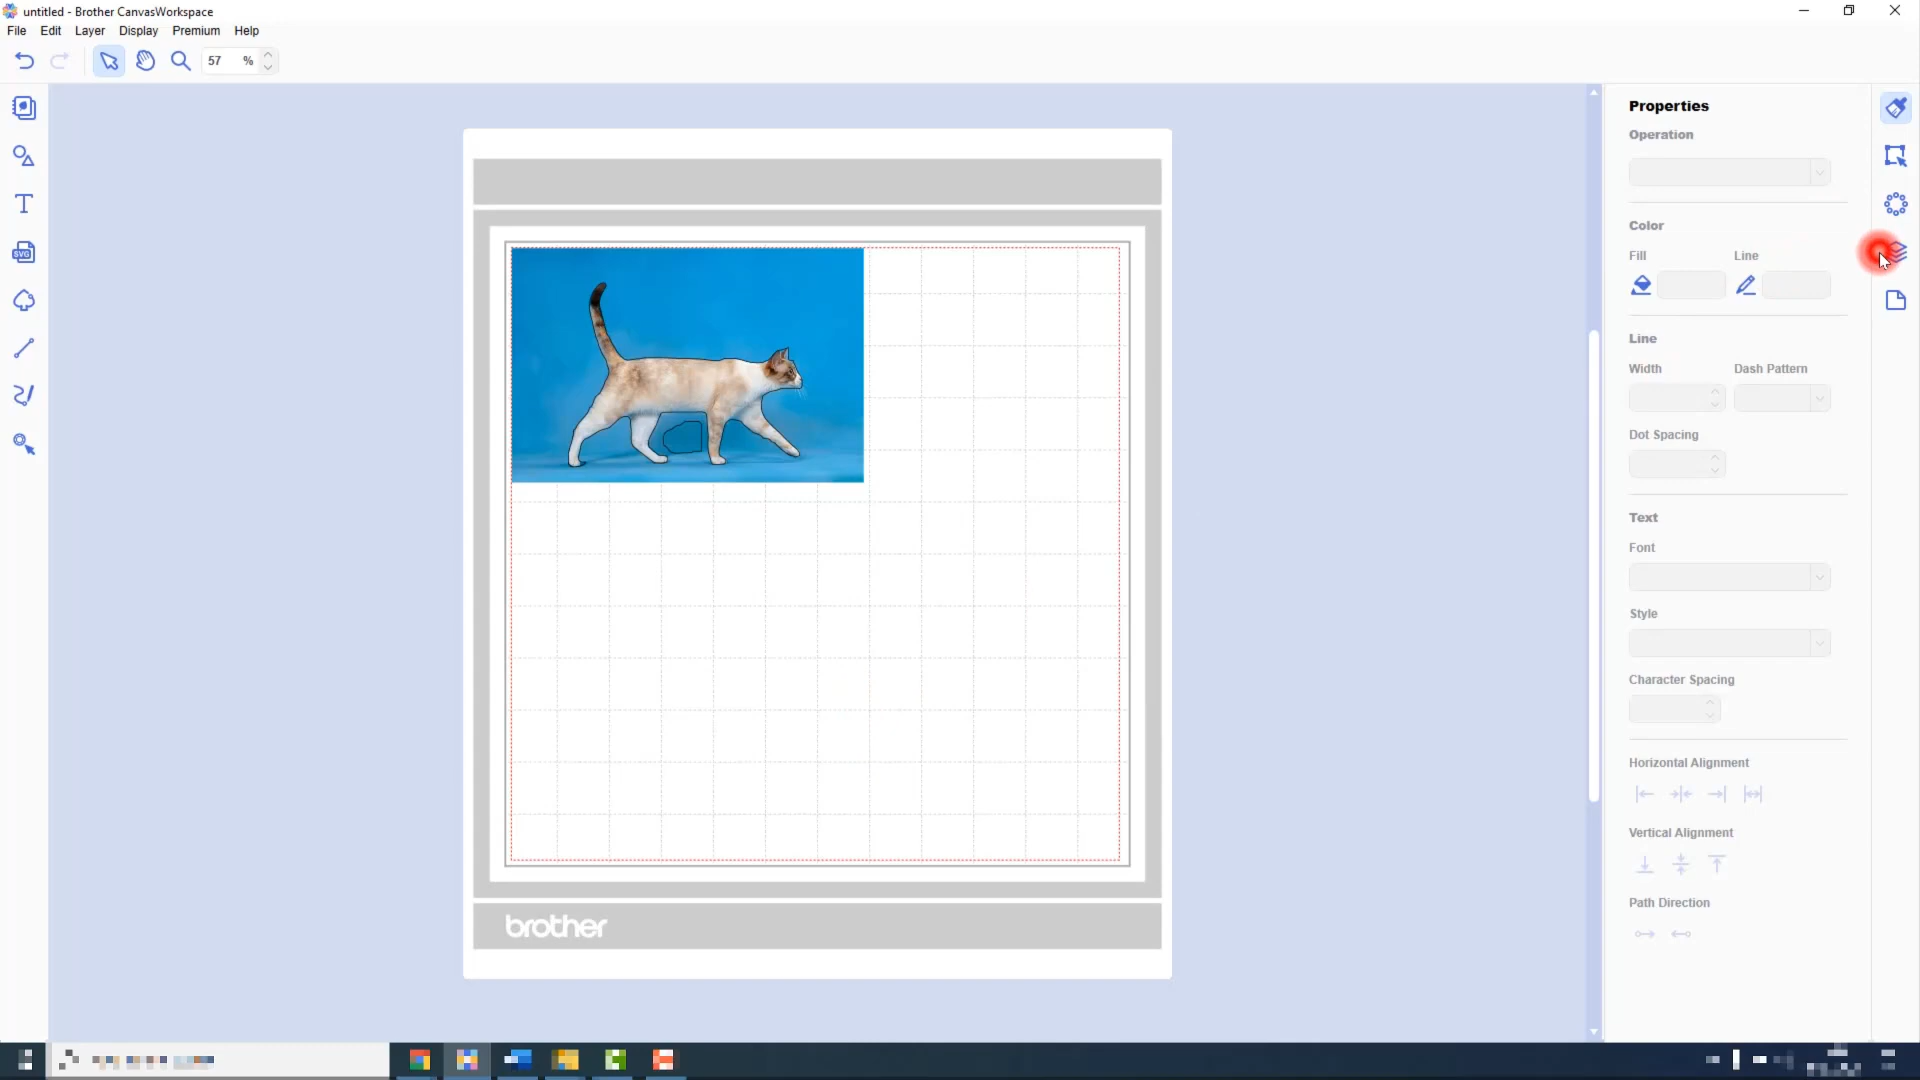 untitled - Brother CanvasWorkspace
File Edit Layer Display Premium Help
57 %
SVG
Properties
Operation
Color
Fill Line
Line
Width Dash Pattern
Dot Spacing
Text
Font
Style
Character Spacing
Horizontal Alignment
Vertical Alignment
Path Direction
brother